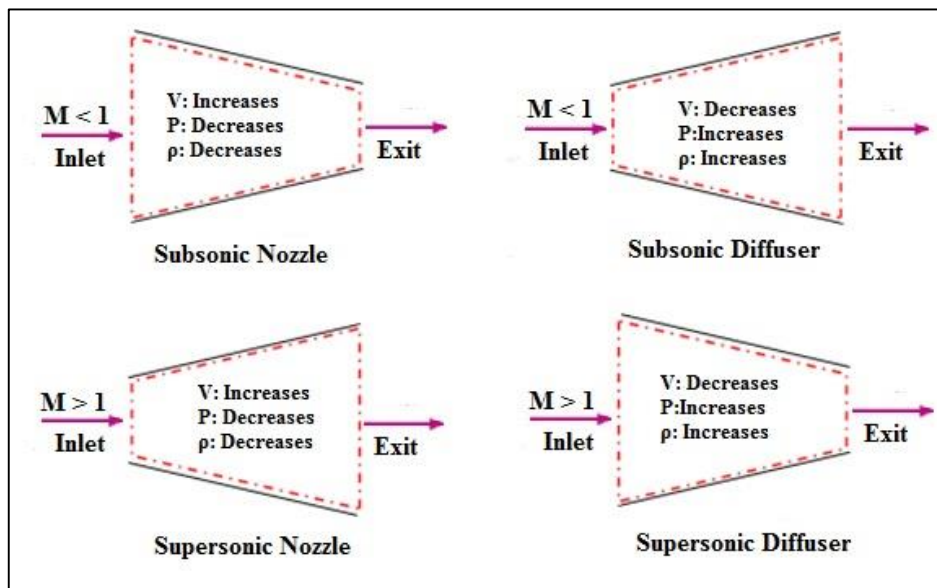 M < 1
Inlet
V: Increases
P: Decreases
ρ: Decreases
Exit
Subsonic Nozzle
M < 1
Inlet
V: Decreases
P:Increases
ρ: Increases
Exit
Subsonic Diffuser
M > 1
Inlet
V: Increases
P: Decreases
ρ: Decreases
Exit
Supersonic Nozzle
M > 1
Inlet
V: Decreases
P:Increases
ρ: Increases
Exit
Supersonic Diffuser